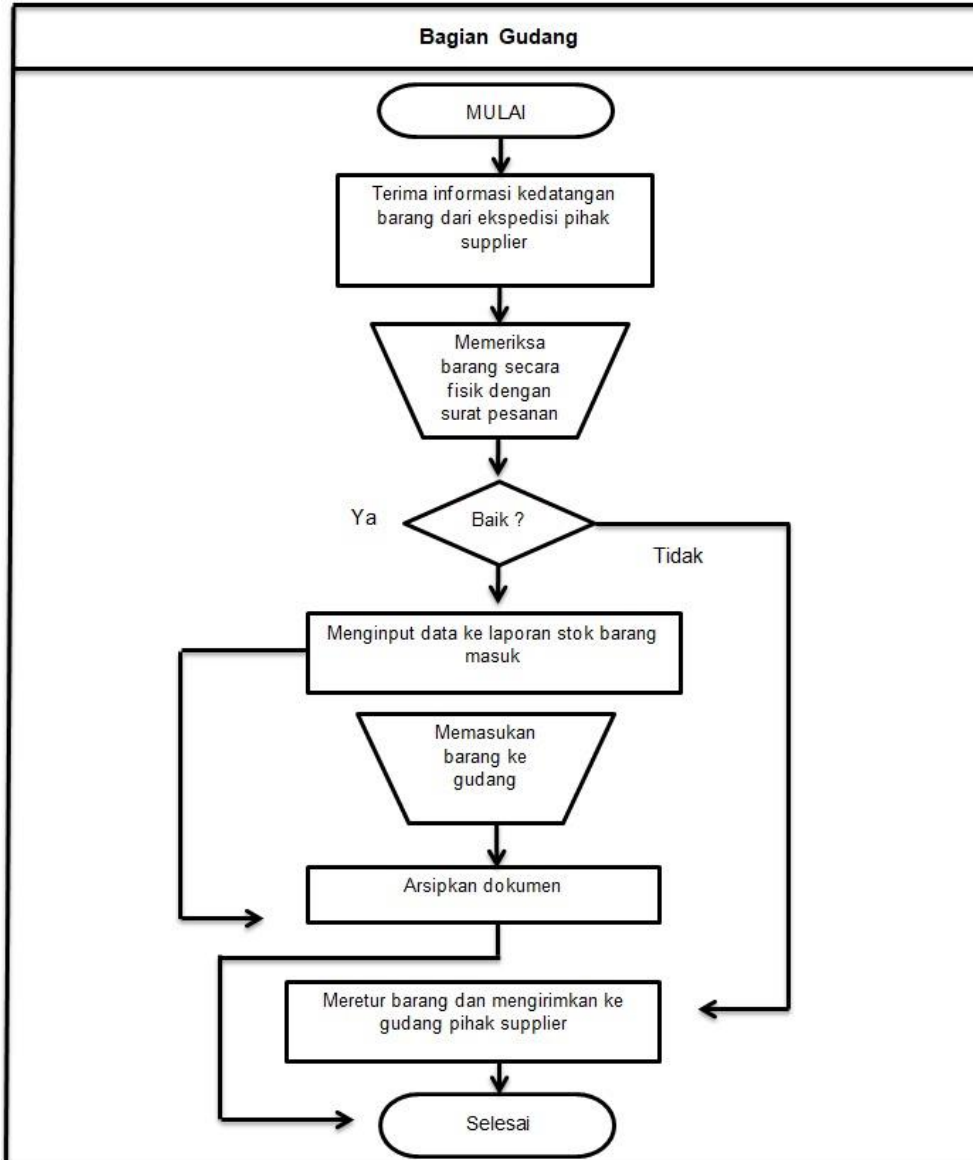 Bagian Gudang
MULAI
Terima informasi kedatangan
barang dari ekspedisi pihak
supplier
Memeriksa
barang secara
fisik dengan
surat pesanan
Ya
Baik ?
Tidak
Menginput data ke laporan stok barang
masuk
Memasukan
barang ke
gudang
Arsipkan dokumen
Meretur barang dan mengirimkan ke
gudang pihak supplier
Selesai